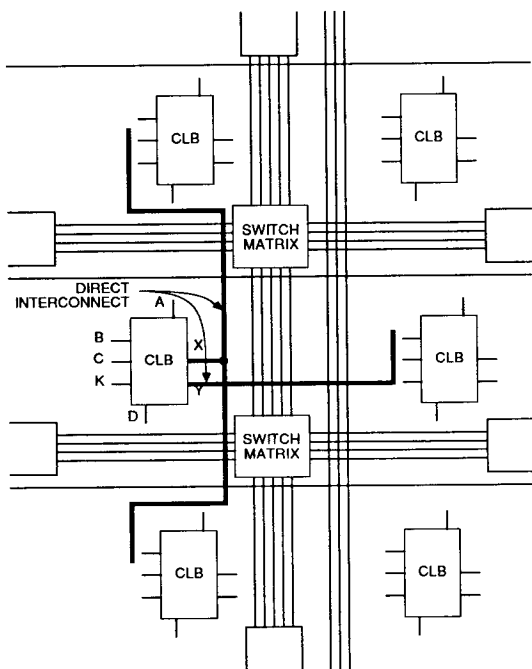 CLB
CLB
SWITCH
MATRIX
DIRECT
INTERCONNECT
A
B
X
C
CLB
CLB
K
Y
D
SWITCH
MATRIX
CLB
CLB